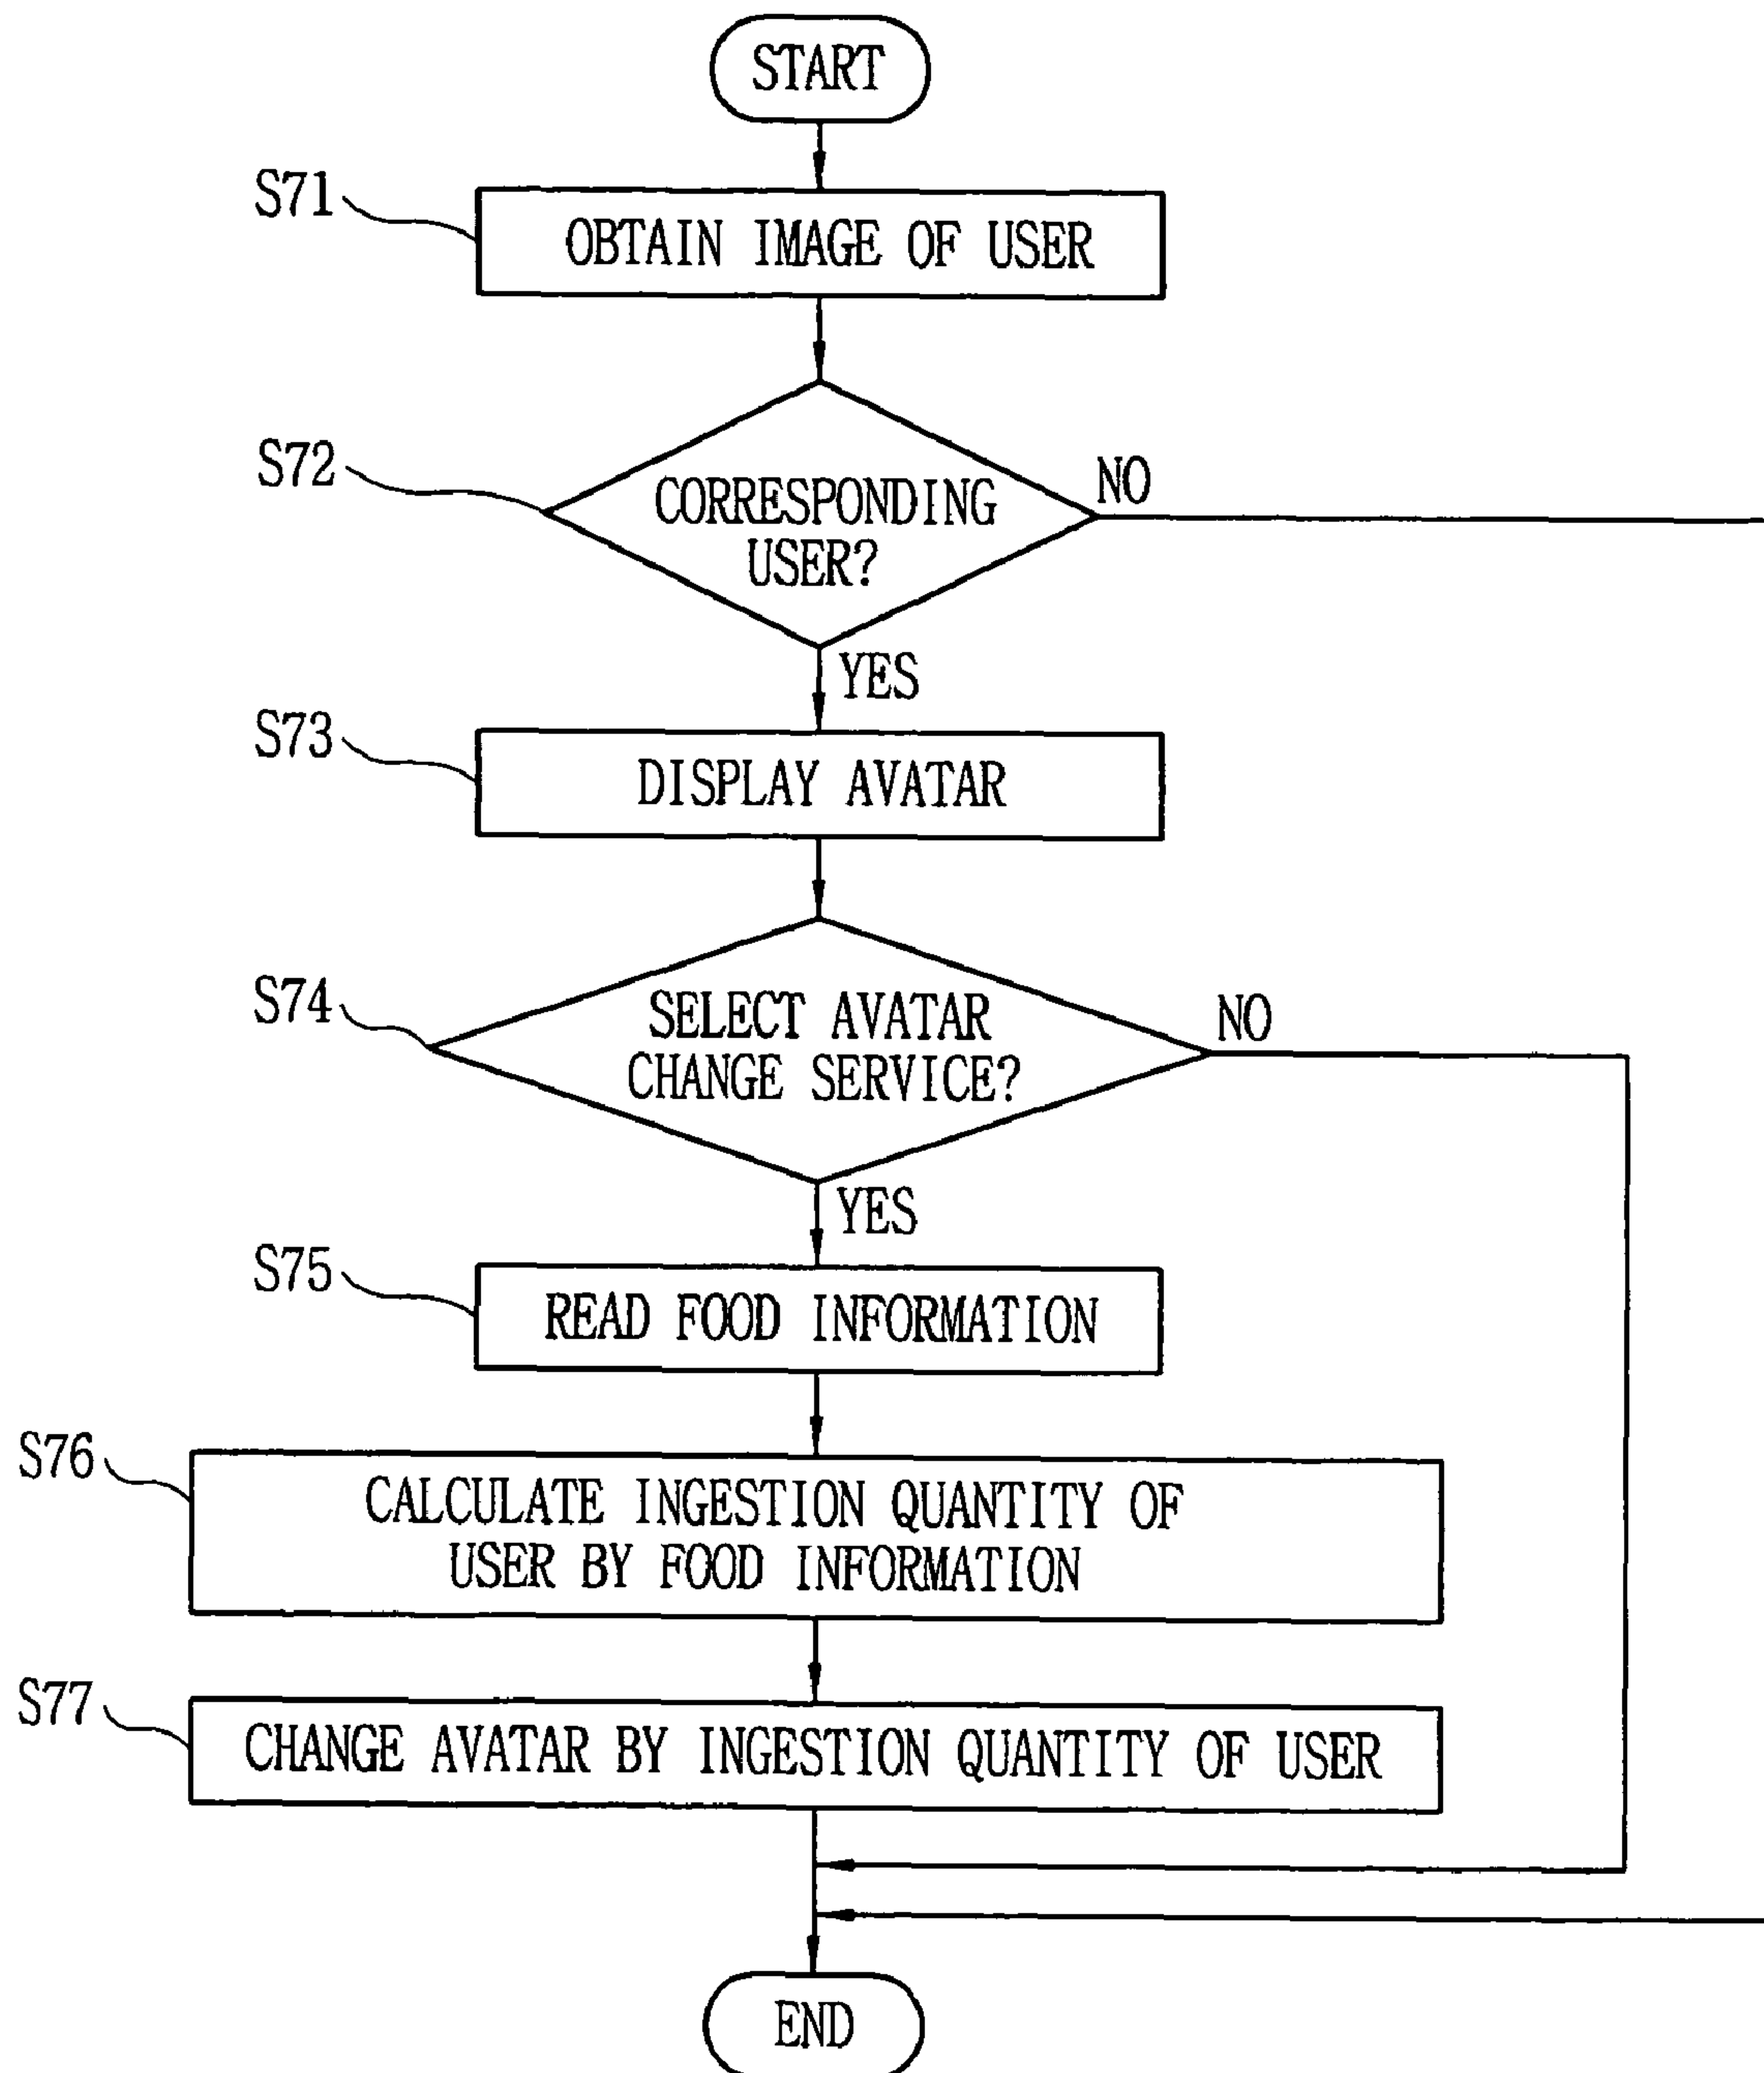 START
S71
OBTAIN IMAGE OF USER
S72
CORRESPONDING
USER?
NO
YES
S73
DISPLAY AVATAR
S74
SELECT AVATAR
CHANGE SERVICE?
NO
YES
S75
READ FOOD INFORMATION
S76
CALCULATE INGESTION QUANTITY OF
USER BY FOOD INFORMATION
S77
CHANGE AVATAR BY INGESTION QUANTITY OF USER
END